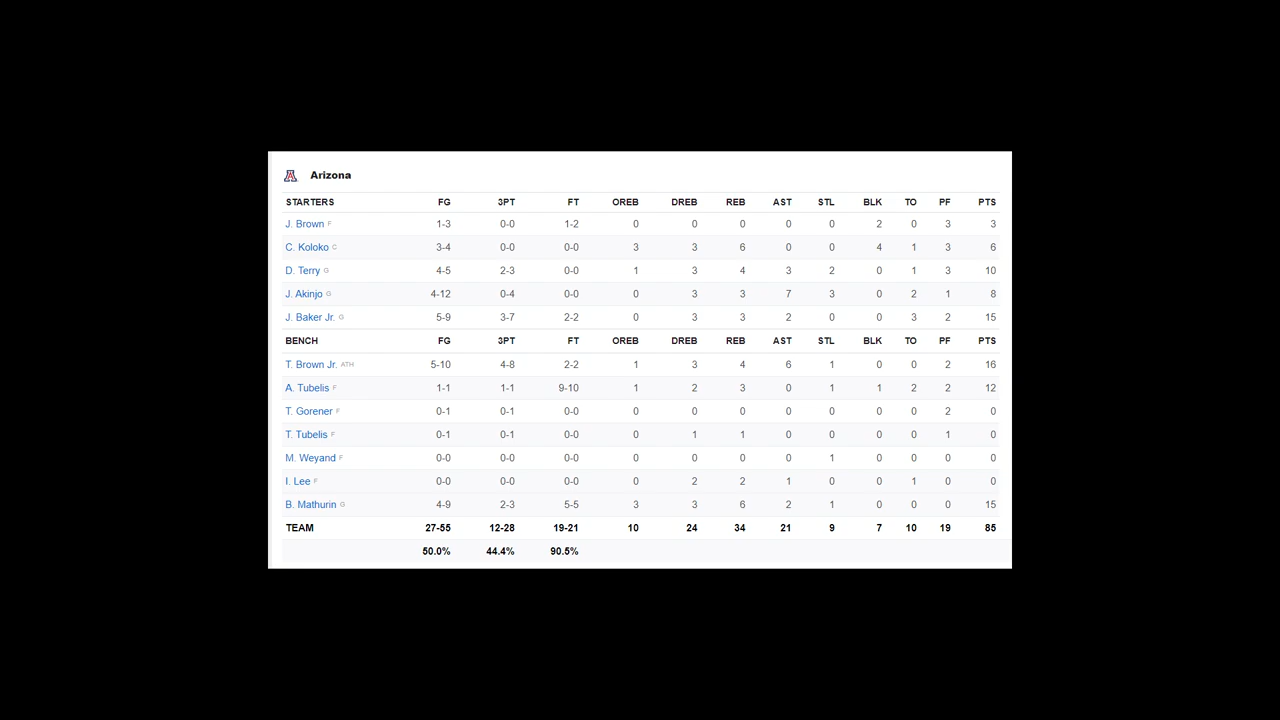 Arizona
STARTERS FG 3PT FT OREB DREB REB AST STL BLK TO PF PTS
J. Brown F 1-3 0-0 1-2 0 0 0 0 0 2 0 3 3
C. Koloko C 3-4 0-0 0-0 3 3 6 0 0 4 1 3 6
D. Terry G 4-5 2-3 0-0 1 3 4 3 2 0 1 3 10
J. Akinjo G 4-12 0-4 0-0 0 3 3 7 3 0 2 1 8
J. Baker Jr. G 5-9 3-7 2-2 0 3 3 2 0 0 3 2 15
BENCH FG 3PT FT OREB DREB REB AST STL BLK TO PF PTS
T. Brown Jr. ATH 5-10 4-8 2-2 1 3 4 6 1 0 0 2 16
A. Tubelis F 1-1 1-1 9-10 1 2 3 0 1 1 2 2 12
T. Gorener F 0-1 0-1 0-0 0 0 0 0 0 0 0 2 0
T. Tubelis F 0-1 0-1 0-0 0 1 1 0 0 0 0 1 0
M. Weyand F 0-0 0-0 0-0 0 0 0 0 1 0 0 0 0
I. Lee F 0-0 0-0 0-0 0 2 2 1 0 0 1 0 0
B. Mathurin G 4-9 2-3 5-5 3 3 6 2 1 0 0 0 15
TEAM 27-55 12-28 19-21 10 24 34 21 9 7 10 19 85
50.0% 44.4% 90.5%